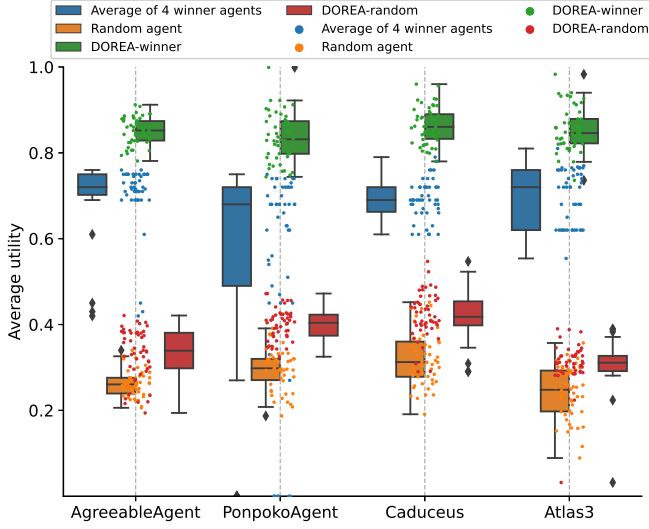 Average of 4 winner agents
Random agent
DOREA-winner
DOREA-random
Average of 4 winner agents
Random agent
DOREA-winner
DOREA-random
1.0
0.8
0.6
0.4
0.2
Average utility
AgreeableAgent PonpokoAgent Caduceus Atlas3